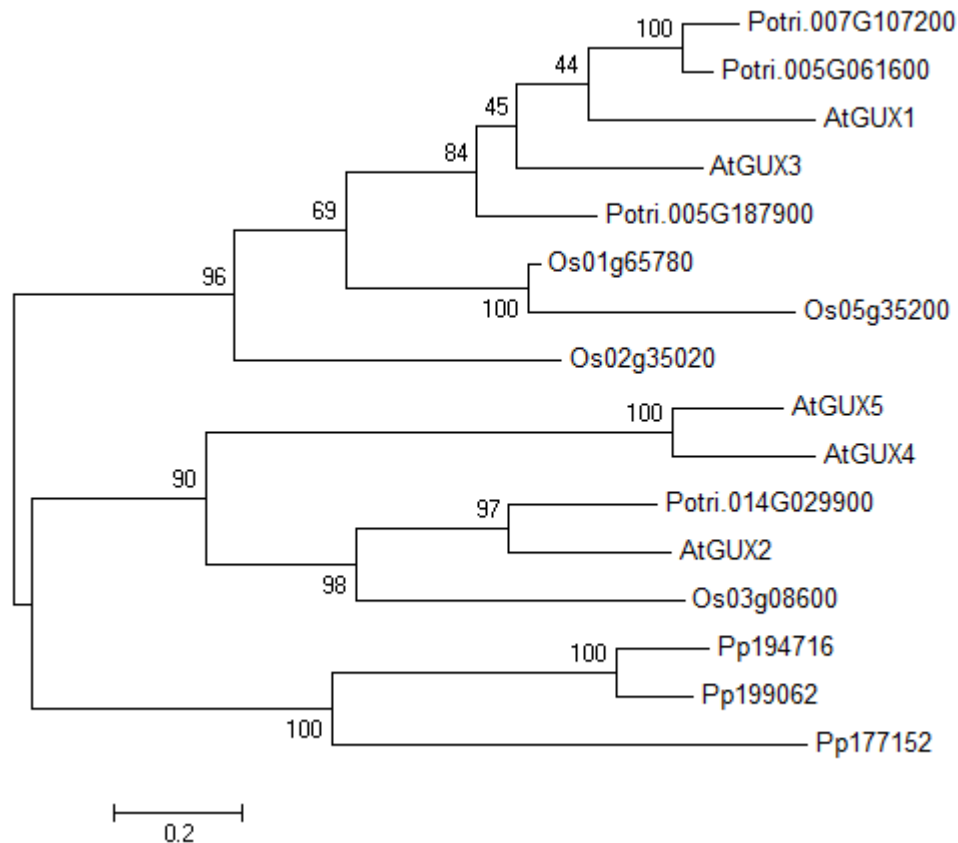 Potri.007G107200
100
Potri.005G061600
44
AtGUX1
45
AtGUX3
84
Potri.005G187900
69
Os01g65780
96
100
Os05g35200
Os02g35020
AtGUX5
100
AtGUX4
90
Potri.014G029900
97
AtGUX2
98
Os03g08600
Pp194716
100
Pp199062
100
Pp177152
0.2